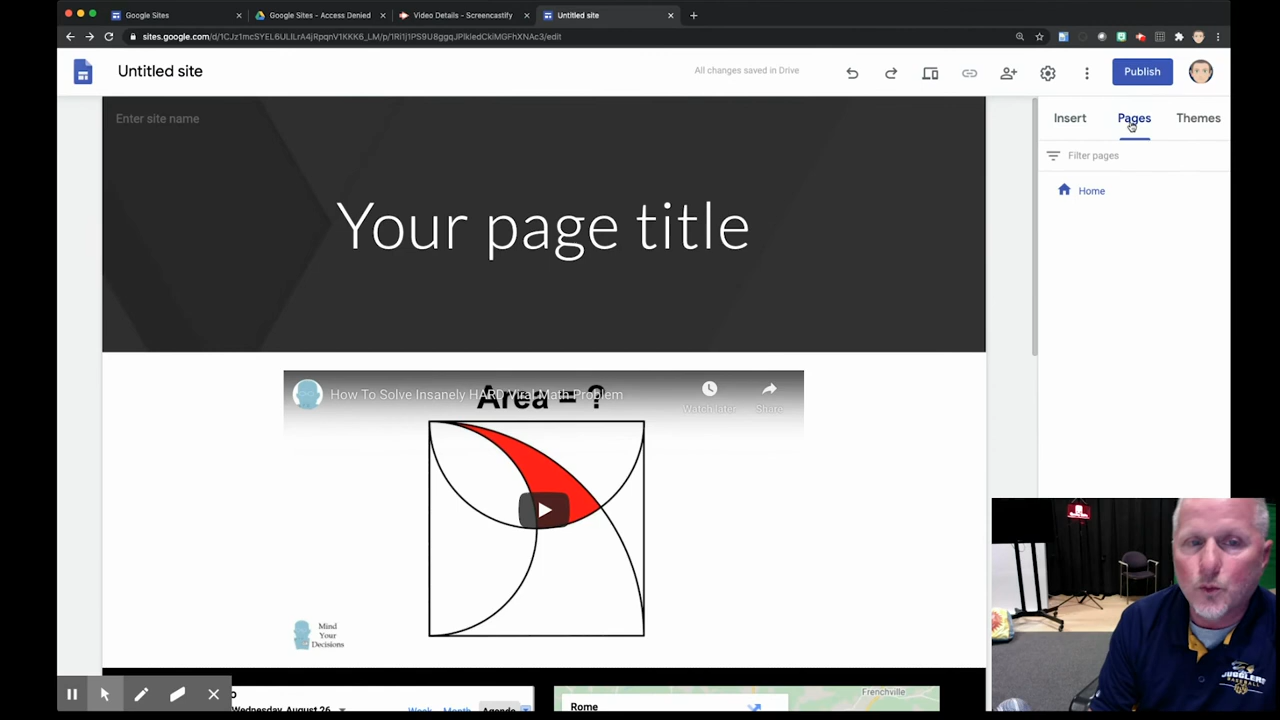 Google Sites
Google Sites - Access Denied
Video Details - Screencastify
Untitled site
sites.google.com
Untitled site
All changes saved in Drive
Publish
Enter site name
Your page title
Insert
Pages
Themes
Filter pages
Home
How To Solve Insanely HARD Viral Math Problem
Area = ?
Watch later
Share
Mind
Your
Decisions
Wednesday, August 26
Week
Month
Agenda
Rome
Frenchville
JUGGLERS
BASEBALL